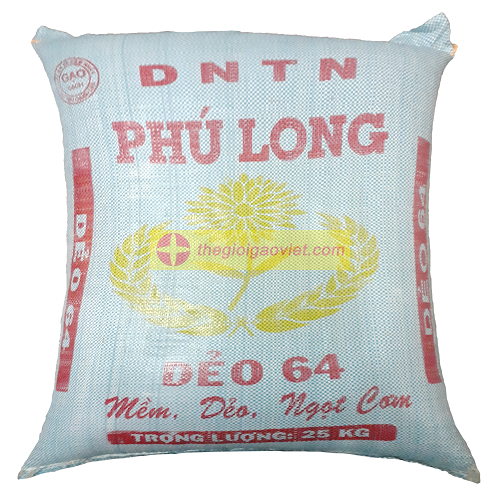 GAO
DNTN
PHÚ LONG
thegioigaoviet.com
DẺO 64
DẺO 64
DẺO 64
Mềm, Dẻo, Ngọt Cơm
TRỌNG LƯỢNG: 25 KG